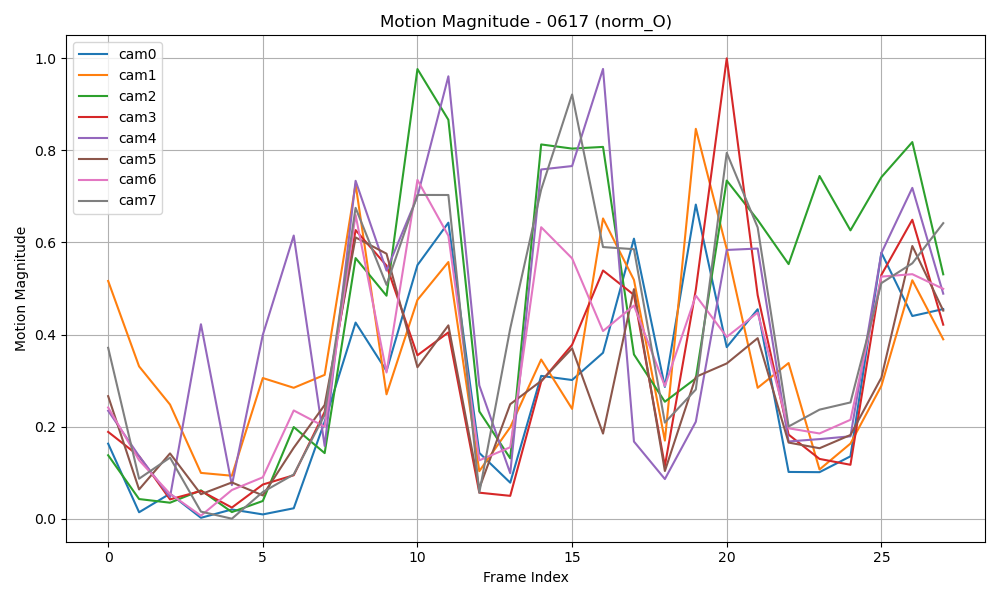 Motion Magnitude - 0617 (norm_O)
cam0
cam1
cam2
cam3
cam4
cam5
cam6
cam7
Motion Magnitude
1.0
0.8
0.6
0.4
0.2
0.0
0 5 10 15 20 25
Frame Index